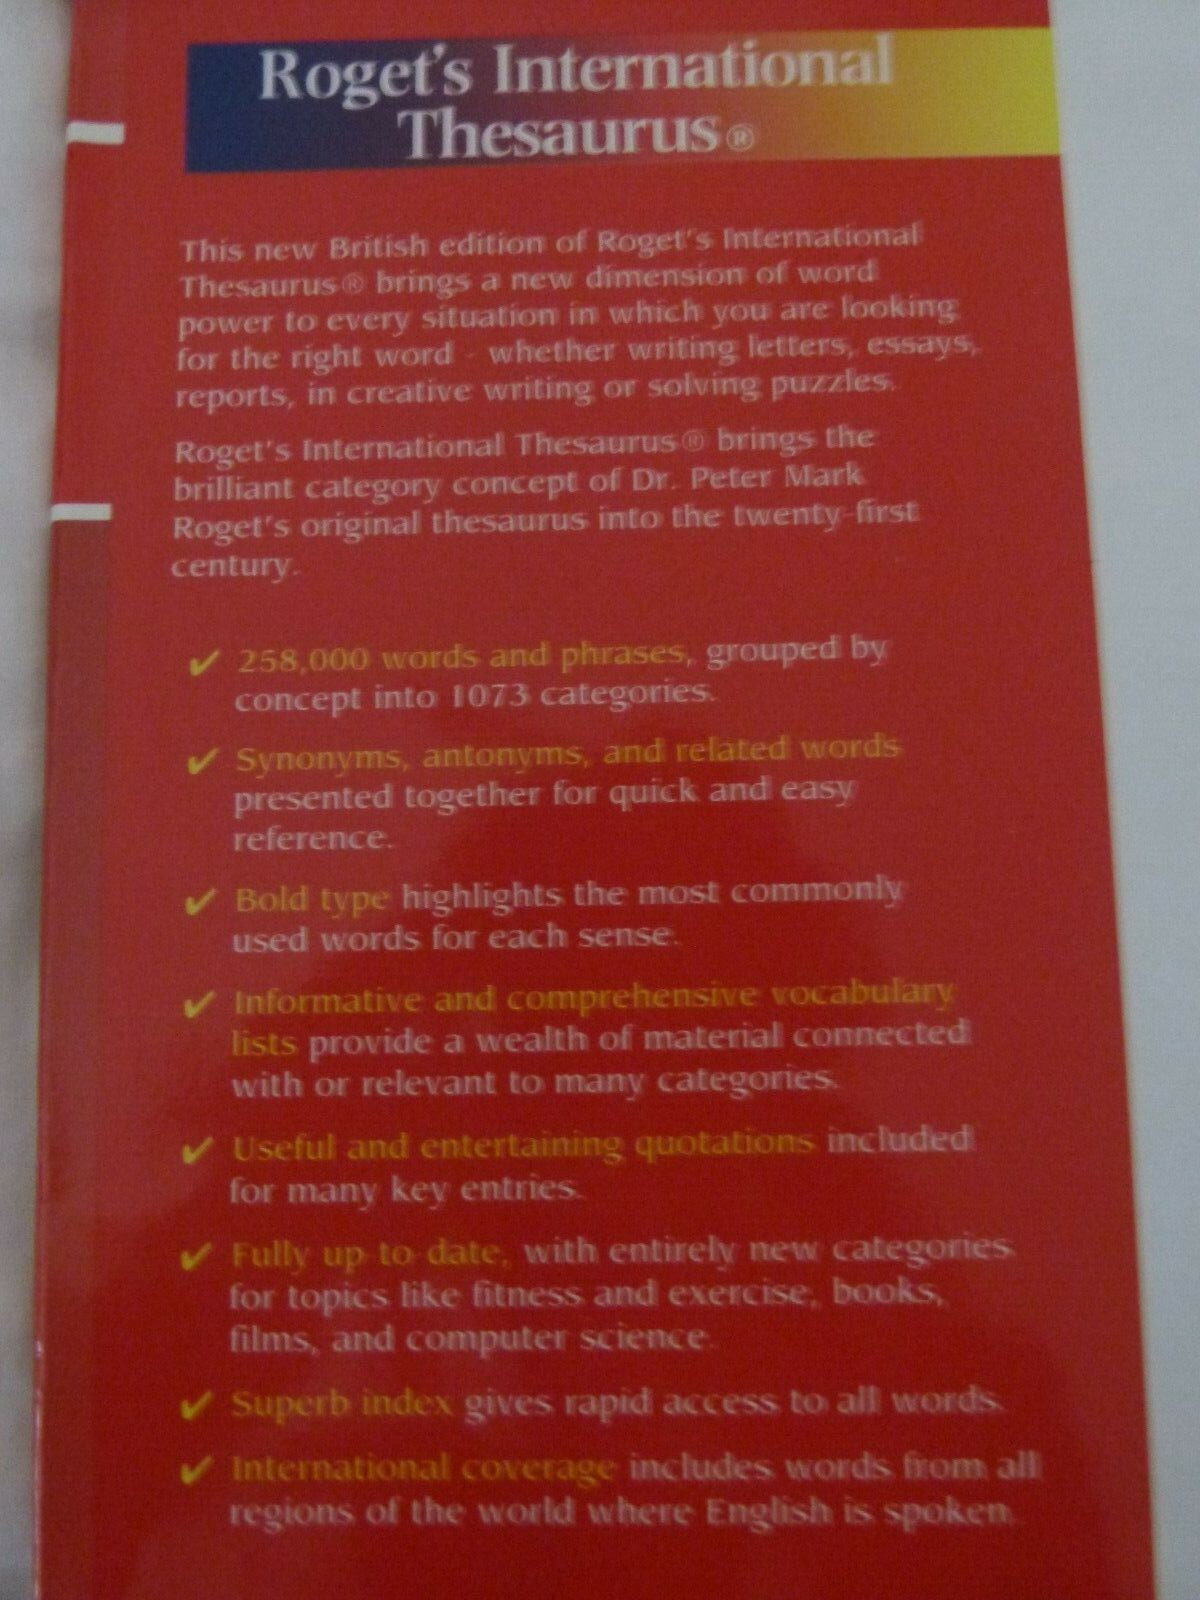 Roget's International
Thesaurus®
This new British edition of Roget's International
Thesaurus® brings a new dimension of word
power to every situation in which you are looking
for the right word - whether writing letters, essays,
reports, in creative writing or solving puzzles.
Roget's International Thesaurus® brings the
brilliant category concept of Dr. Peter Mark
Roget's original thesaurus into the twenty-first
century.
✔ 258,000 words and phrases, grouped by
concept into 1073 categories.
✔ Synonyms, antonyms, and related words
presented together for quick and easy
reference.
✔ Bold type highlights the most commonly
used words for each sense.
✔ Informative and comprehensive vocabulary
lists provide a wealth of material connected
with or relevant to many categories.
✔ Useful and entertaining quotations included
for many key entries.
✔ Fully up to date, with entirely new categories
for topics like fitness and exercise, books,
films, and computer science.
✔ Superb index gives rapid access to all words.
✔ International coverage includes words from all
regions of the world where English is spoken.